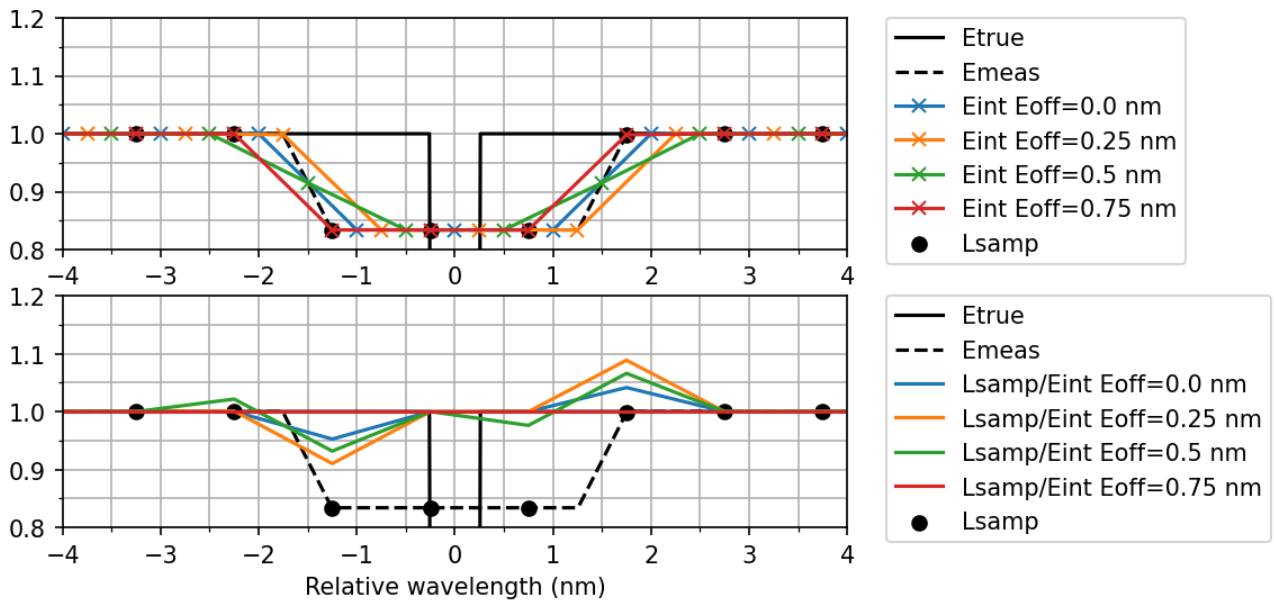 1.2
1.1
1.0
0.9
0.8
−4 −3 −2 −1 0 1 2 3 4
Etrue
Emeas
Eint Eoff=0.0 nm
Eint Eoff=0.25 nm
Eint Eoff=0.5 nm
Eint Eoff=0.75 nm
Lsamp
1.2
1.1
1.0
0.9
0.8
−4 −3 −2 −1 0 1 2 3 4
Relative wavelength (nm)
Etrue
Emeas
Lsamp/Eint Eoff=0.0 nm
Lsamp/Eint Eoff=0.25 nm
Lsamp/Eint Eoff=0.5 nm
Lsamp/Eint Eoff=0.75 nm
Lsamp